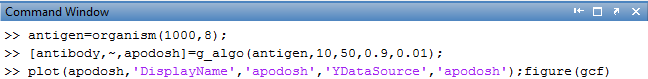 Command Window
>> antigen=organism(1000,8);
>> [antibody,~,apodosh]=g_algo(antigen,10,50,0.9,0.01);
>> plot(apodosh,'DisplayName','apodosh','YDataSource','apodosh');figure(gcf)